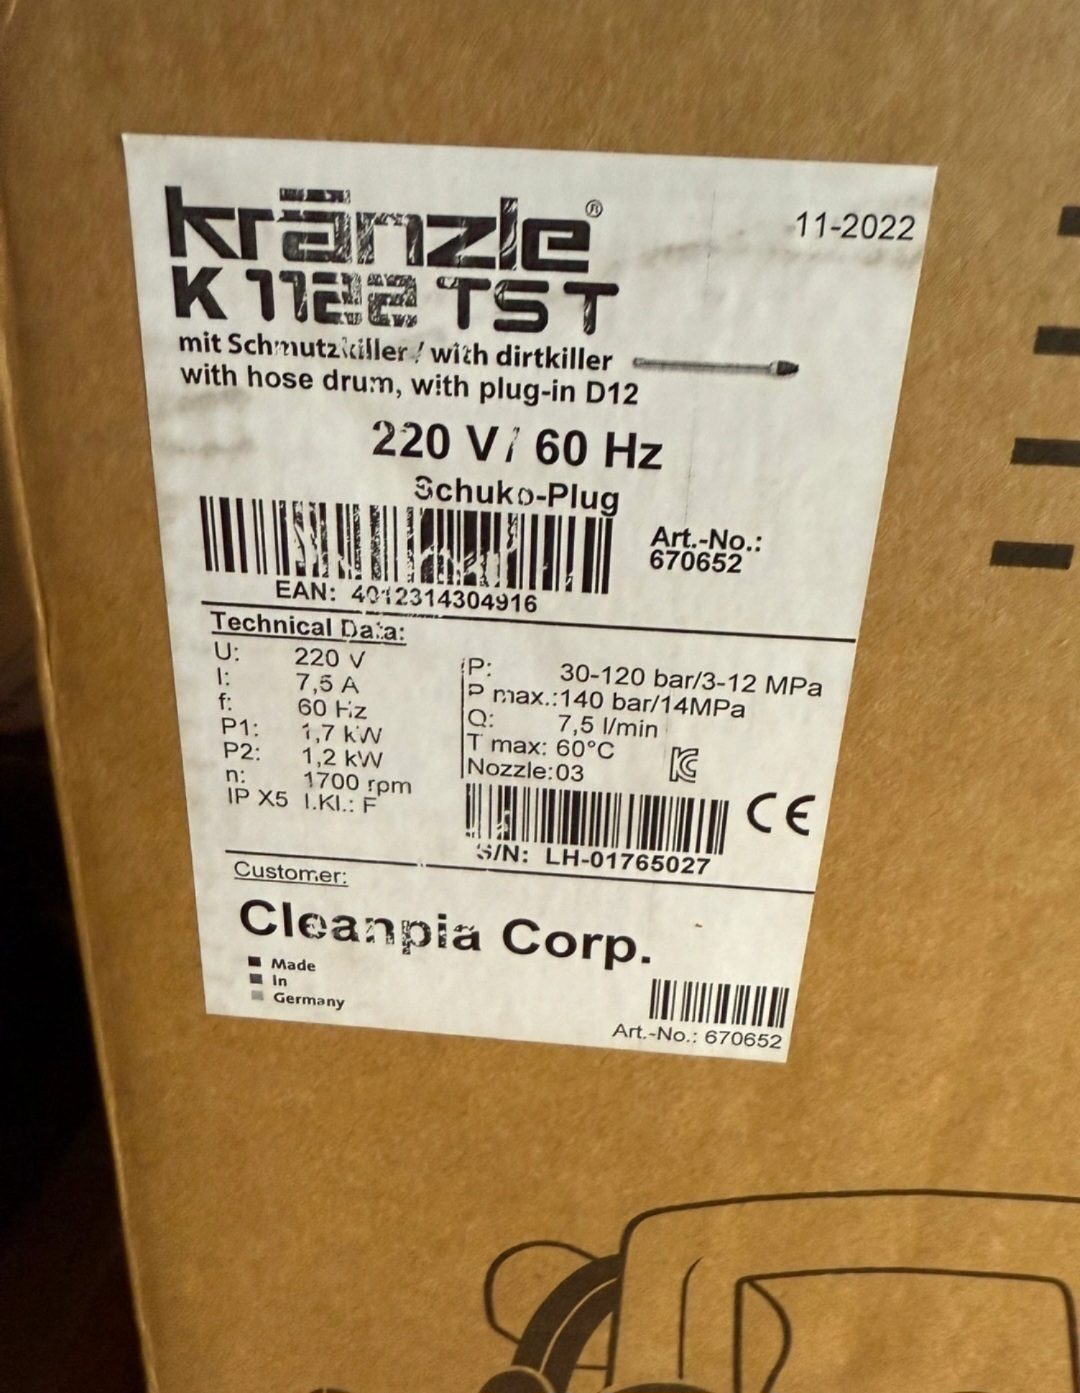 kränzle®
11-2022
K 1122 TS T
mit Schmutzkiller / with dirtkiller
with hose drum, with plug-in D12
220 V / 60 Hz
Schuko-Plug
Art.-No.:
670652
EAN: 4012314304916
Technical Data:
U: 220 V
I: 7,5 A
f: 60 Hz
P1: 1,7 kW
P2: 1,2 kW
n: 1700 rpm
IP X5 I.Kl.: F
P: 30-120 bar/3-12 MPa
P max.:140 bar/14MPa
Q: 7,5 l/min
T max: 60°C
Nozzle:03
KC
CE
S/N: LH-01765027
Customer:
Cleanpia Corp.
Made
In
Germany
Art.-No.: 670652